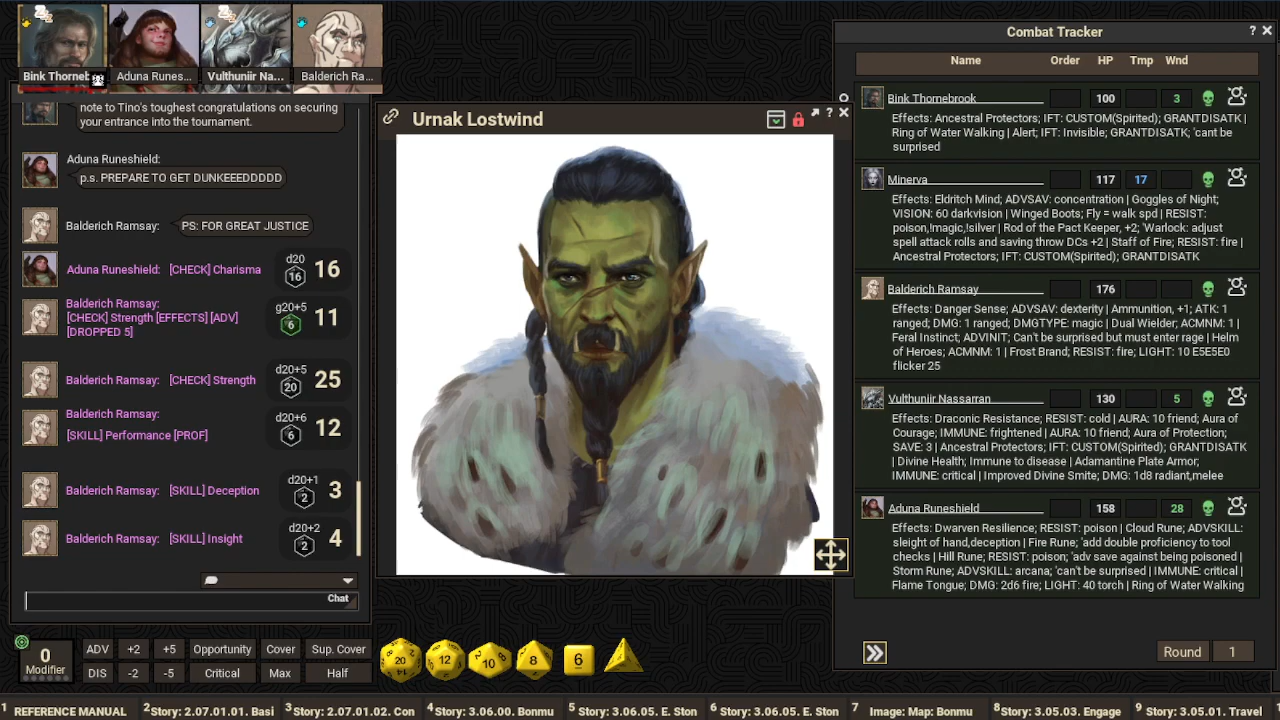 Bink Thornel
Aduna Runes...
Vulthuniir Na...
Balderich Ra...
note to Tino's toughest congratulations on securing
your entrance into the tournament.
Aduna Runeshield:
p.s. PREPARE TO GET DUNKEEEDDDDD
Balderich Ramsay:
PS: FOR GREAT JUSTICE
Aduna Runeshield: [CHECK] Charisma
d20
16
16
Balderich Ramsay:
[CHECK] Strength [EFFECTS] [ADV]
[DROPPED 5]
g20+5
6
11
Balderich Ramsay: [CHECK] Strength
d20+5
20
25
Balderich Ramsay:
[SKILL] Performance [PROF]
d20+6
6
12
Balderich Ramsay: [SKILL] Deception
d20+1
2
3
Balderich Ramsay: [SKILL] Insight
d20+2
2
4
Chat
0
Modifier
ADV +2 +5 Opportunity Cover Sup. Cover
DIS -2 -5 Critical Max Half
Urnak Lostwind
?
20 12 10 8 6
Combat Tracker
?
Name Order HP Tmp Wnd
Bink Thornebrook 100 3
Effects: Ancestral Protectors; IFT: CUSTOM(Spirited); GRANTDISATK |
Ring of Water Walking | Alert; IFT: Invisible; GRANTDISATK; 'cant be
surprised
Minerva 117 17
Effects: Eldritch Mind; ADVSAV: concentration | Goggles of Night;
VISION: 60 darkvision | Winged Boots; Fly = walk spd | RESIST:
poison,!magic,!silver | Rod of the Pact Keeper, +2; 'Warlock: adjust
spell attack rolls and saving throw DCs +2 | Staff of Fire; RESIST: fire |
Ancestral Protectors; IFT: CUSTOM(Spirited); GRANTDISATK
Balderich Ramsay 176
Effects: Danger Sense; ADVSAV: dexterity | Ammunition, +1; ATK: 1
ranged; DMG: 1 ranged; DMGTYPE: magic | Dual Wielder; ACMNM: 1 |
Feral Instinct; ADVINIT; Can't be surprised but must enter rage | Helm
of Heroes; ACMNM: 1 | Frost Brand; RESIST: fire; LIGHT: 10 E5E5E0
flicker 25
Vulthuniir Nassarran 130 5
Effects: Draconic Resistance; RESIST: cold | AURA: 10 friend; Aura of
Courage; IMMUNE: frightened | AURA: 10 friend; Aura of Protection;
SAVE: 3 | Ancestral Protectors; IFT: CUSTOM(Spirited); GRANTDISATK
| Divine Health; Immune to disease | Adamantine Plate Armor;
IMMUNE: critical | Improved Divine Smite; DMG: 1d8 radiant,melee
Aduna Runeshield 158 28
Effects: Dwarven Resilience; RESIST: poison | Cloud Rune; ADVSKILL:
sleight of hand,deception | Fire Rune; 'add double proficiency to tool
checks | Hill Rune; RESIST: poison; 'adv save against being poisoned |
Storm Rune; ADVSKILL: arcana; 'can't be surprised | IMMUNE: critical |
Flame Tongue; DMG: 2d6 fire; LIGHT: 40 torch | Ring of Water Walking
Round 1
1 REFERENCE MANUAL
2 Story: 2.07.01.01. Basi
3 Story: 2.07.01.02. Con
4 Story: 3.06.00. Bonmu
5 Story: 3.06.05. E. Ston
6 Story: 3.06.05. E. Ston
7 Image: Map: Bonmu
8 Story: 3.05.03. Engage
9 Story: 3.05.01. Travel